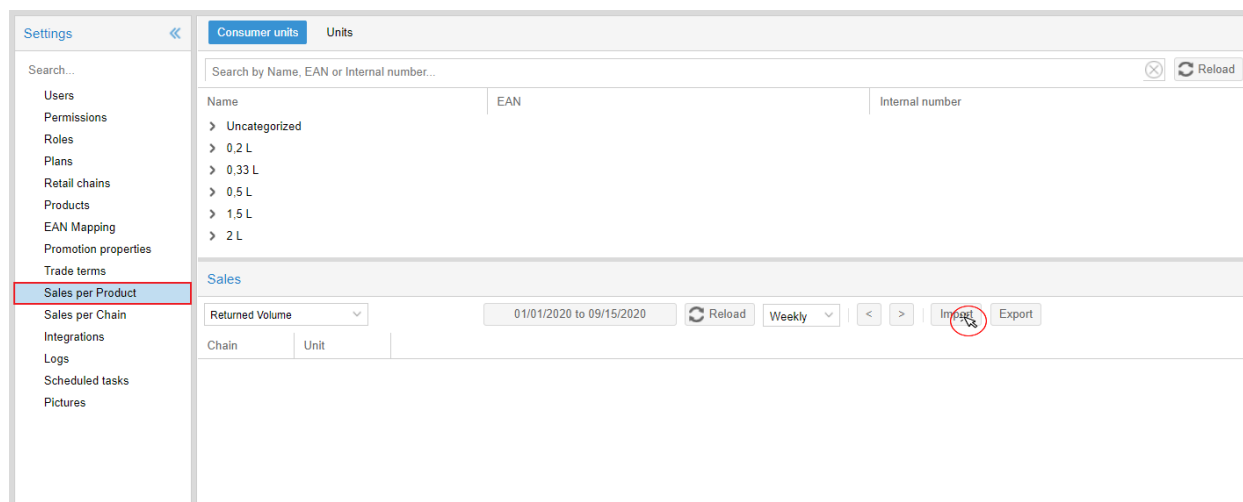 Settings
Consumer units Units
Search...
Search by Name, EAN or Internal number... Reload
Users
Permissions
Roles
Plans
Retail chains
Products
EAN Mapping
Promotion properties
Trade terms
Sales per Product
Sales per Chain
Integrations
Logs
Scheduled tasks
Pictures
Name EAN Internal number
Uncategorized
0,2 L
0,33 L
0,5 L
1,5 L
2 L
Sales
Returned Volume 01/01/2020 to 09/15/2020 Reload Weekly < > Import Export
Chain Unit